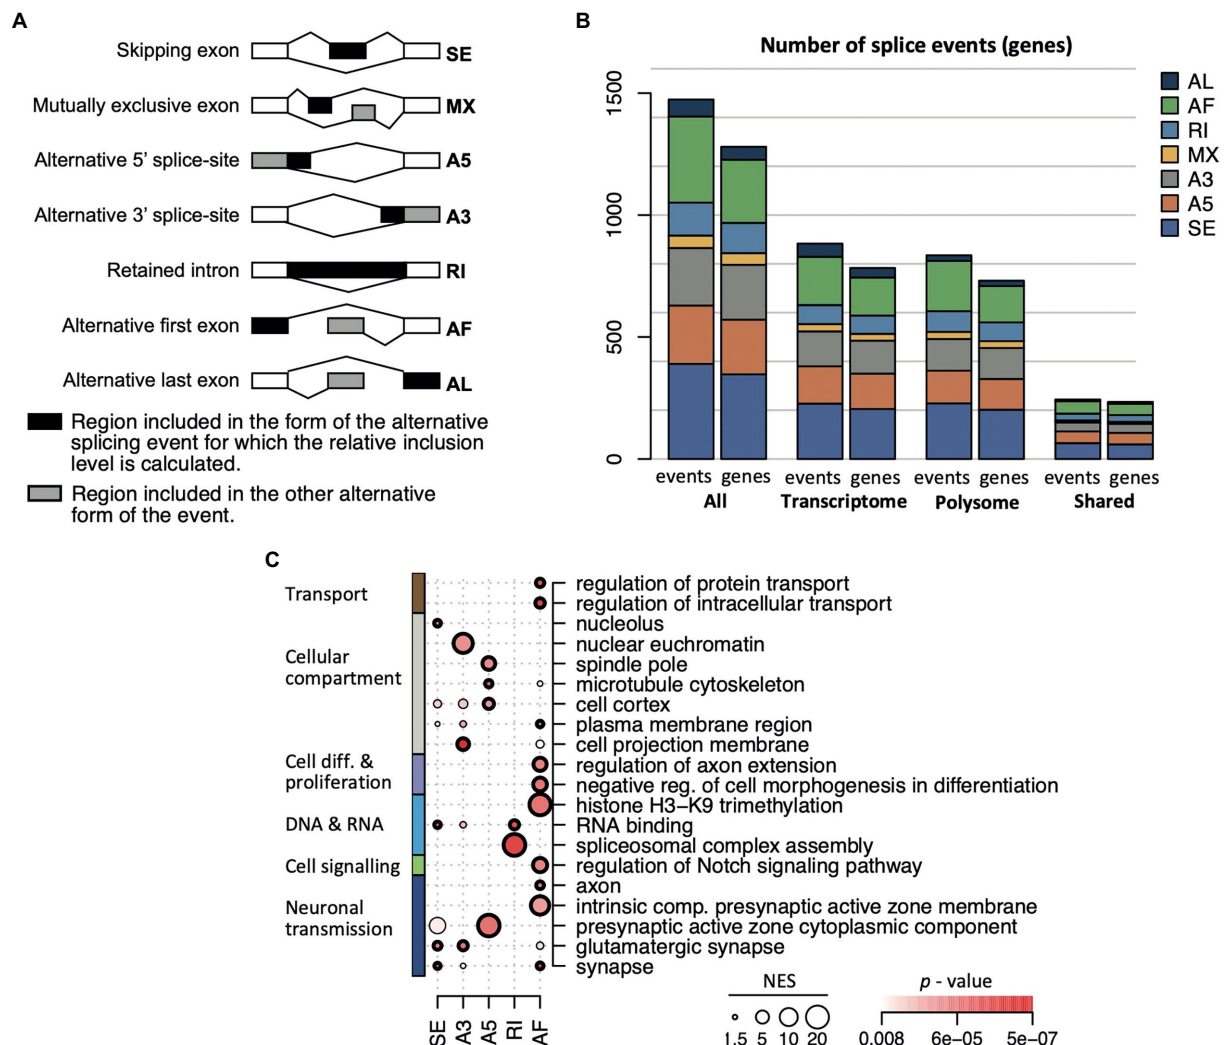 A
Skipping exon SE
Mutually exclusive exon MX
Alternative 5’ splice-site A5
Alternative 3’ splice-site A3
Retained intron RI
Alternative first exon AF
Alternative last exon AL
Region included in the form of the alternative
splicing event for which the relative inclusion
level is calculated.
Region included in the other alternative
form of the event.
B
Number of splice events (genes)
1500
1000
500
0
events genes events genes events genes events genes
All Transcriptome Polysome Shared
AL
AF
RI
MX
A3
A5
SE
C
Transport
Cellular
compartment
Cell diff. &
proliferation
DNA & RNA
Cell signalling
Neuronal
transmission
regulation of protein transport
regulation of intracellular transport
nucleolus
nuclear euchromatin
spindle pole
microtubule cytoskeleton
cell cortex
plasma membrane region
cell projection membrane
regulation of axon extension
negative reg. of cell morphogenesis in differentiation
histone H3–K9 trimethylation
RNA binding
spliceosomal complex assembly
regulation of Notch signaling pathway
axon
intrinsic comp. presynaptic active zone membrane
presynaptic active zone cytoplasmic component
glutamatergic synapse
synapse
SE A3 A5 RI AF
NES
1.5 5 10 20
p - value
0.008 6e−05 5e−07